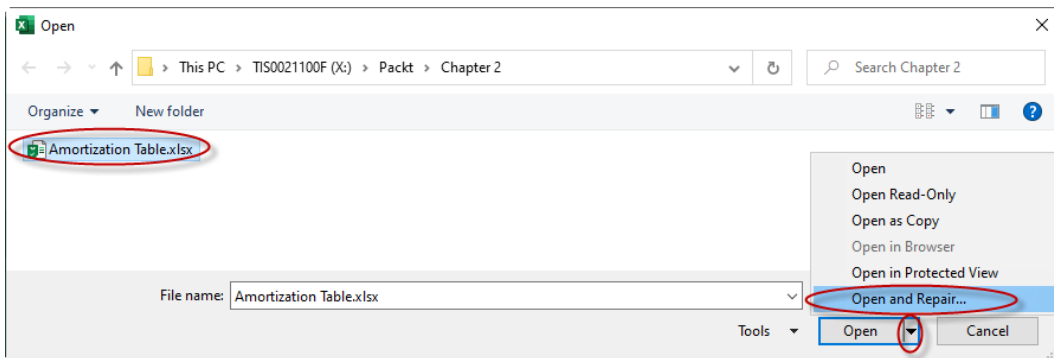 Open
This PC > TIS0021100F (X:) > Packt > Chapter 2
Search Chapter 2
Organize
New folder
Amortization Table.xlsx
Open
Open Read-Only
Open as Copy
Open in Browser
Open in Protected View
Open and Repair...
File name: Amortization Table.xlsx
Tools
Open
Cancel